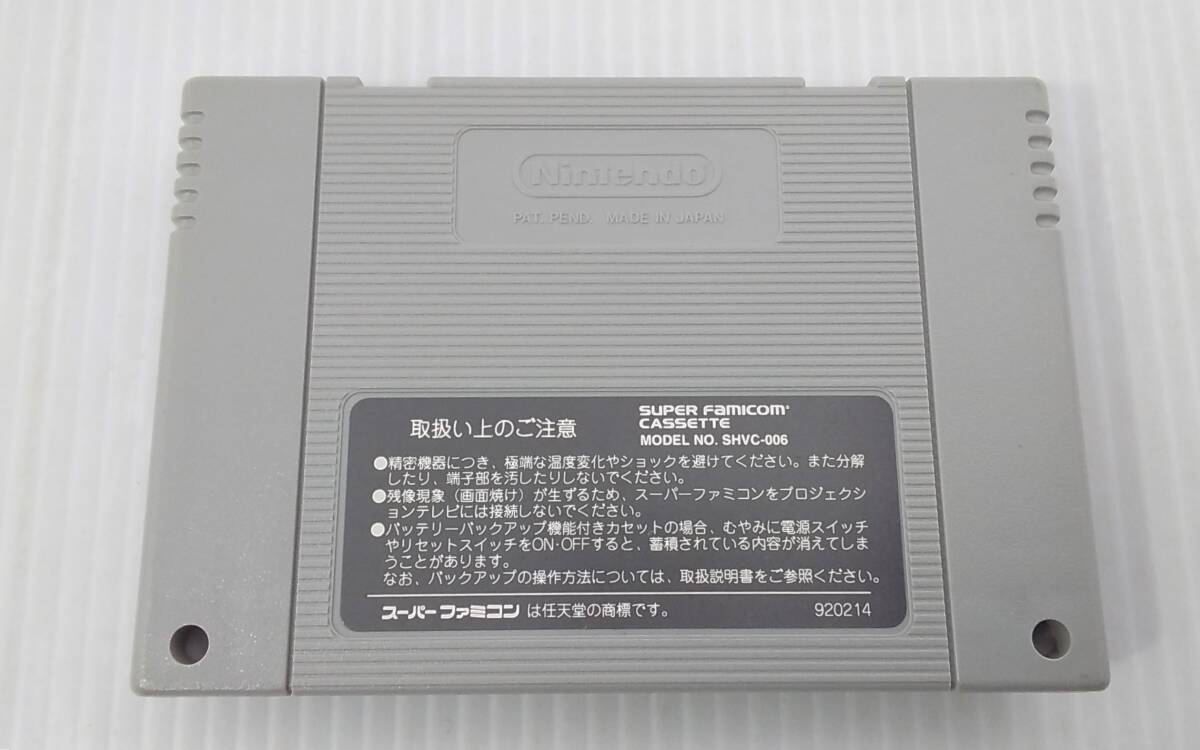 Nintendo
PAT. PEND. MADE IN JAPAN
取扱い上のご注意
SUPER FAMICOM
CASSETTE
MODEL NO. SHVC-006
●精密機器につき、極端な温度変化やショックを避けてください。また分解
したり、端子部を汚したりしないでください。
●残像現象（画面焼け）が生ずるため、スーパーファミコンをプロジェクシ
ョンテレビには接続しないでください。
●バッテリーバックアップ機能付きカセットの場合、むやみに電源スイッチ
やリセットスイッチをON・OFFすると、蓄積されている内容が消えてしま
うことがあります。
なお、バックアップの操作方法については、取扱説明書をご参照ください。
スーパーファミコンは任天堂の商標です。 920214